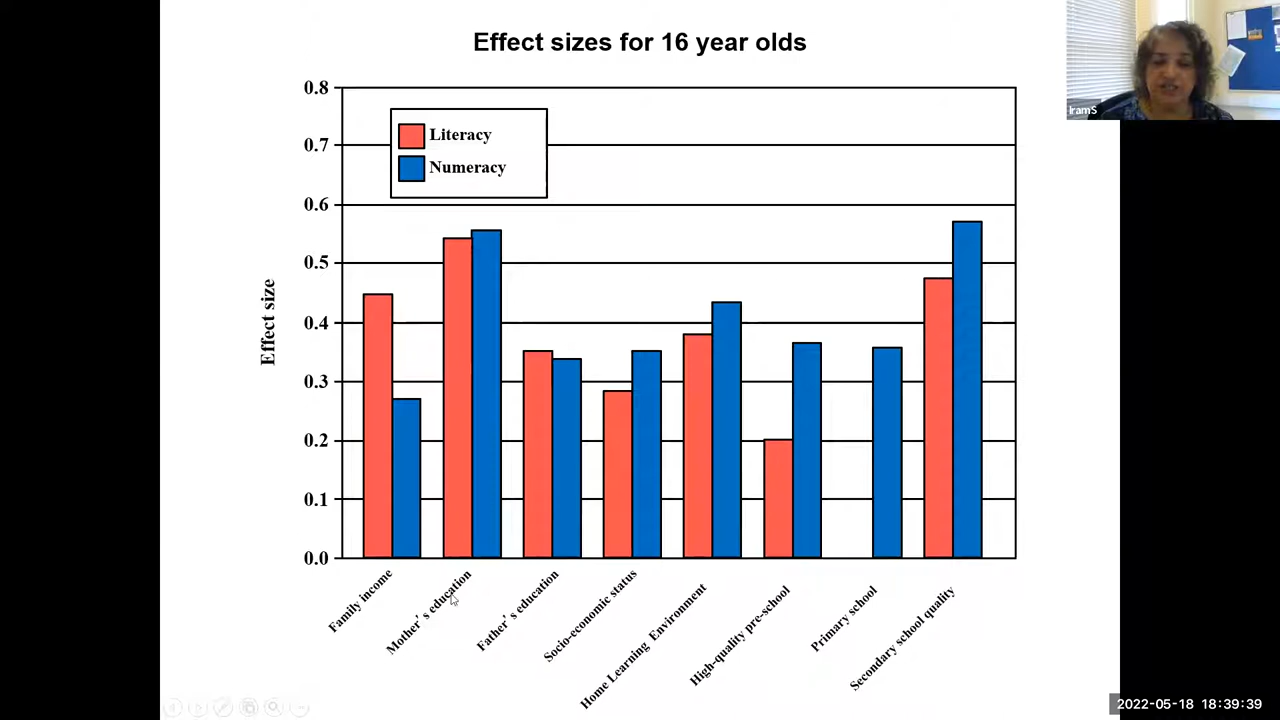 Effect sizes for 16 year olds
IramS
0.8
0.7
0.6
0.5
0.4
0.3
0.2
0.1
0.0
Effect size
Literacy
Numeracy
Family income
Mother's education
Father's education
Socio-economic status
Home Learning Environment
High-quality pre-school
Primary school
Secondary school quality
2022-05-18 18:39:39